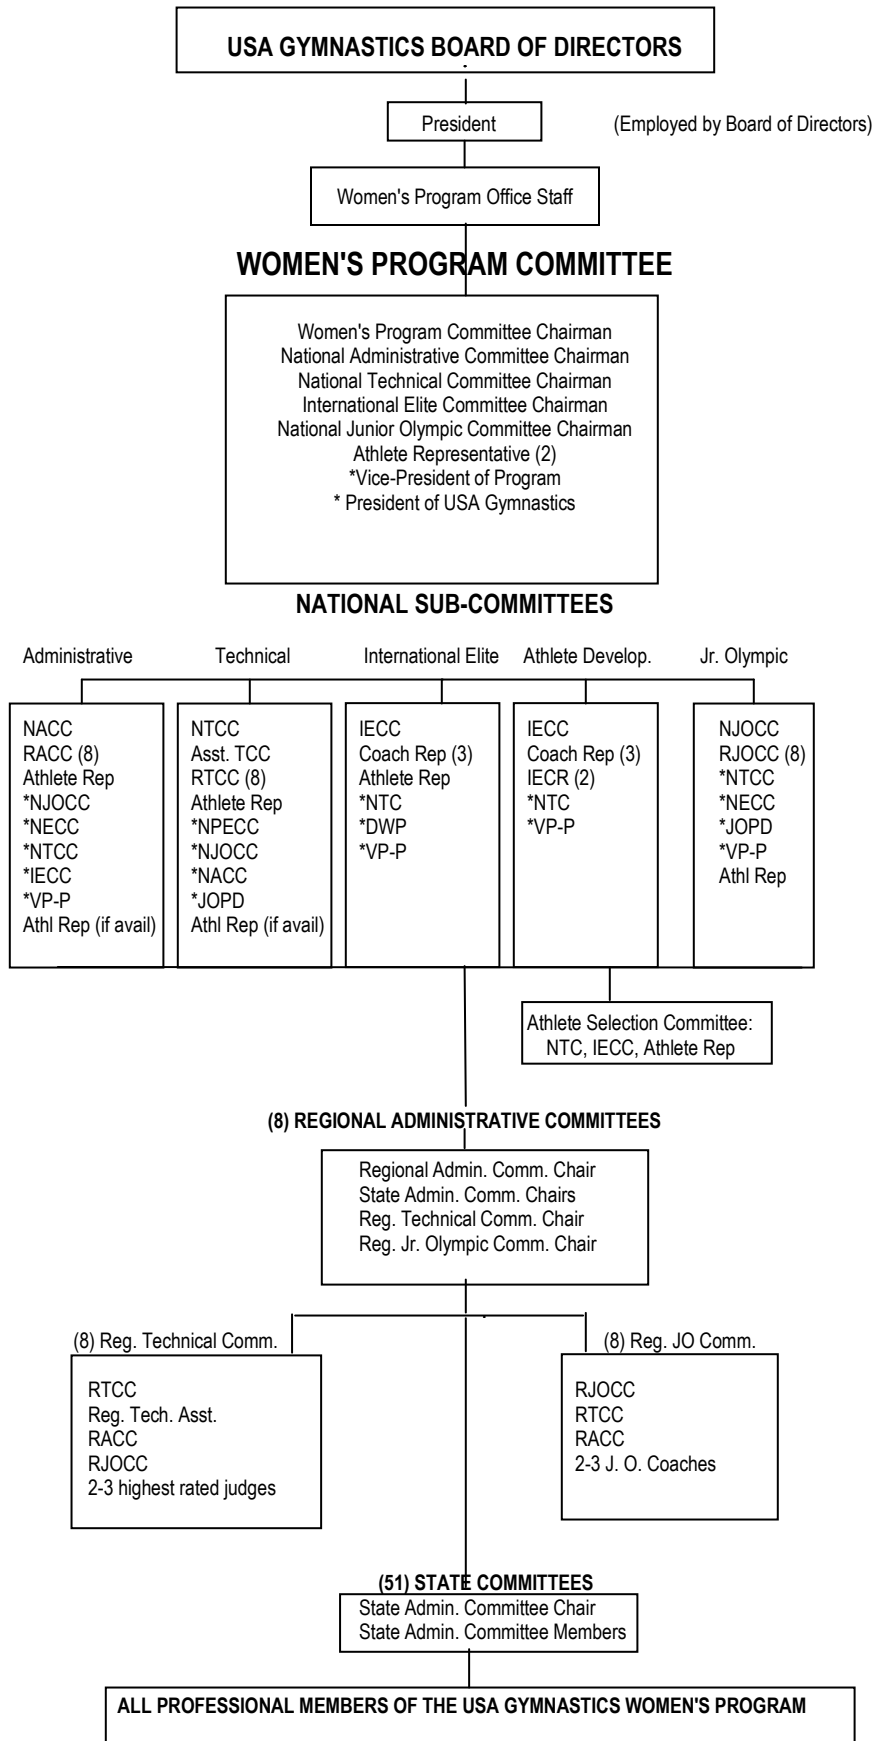 USA GYMNASTICS BOARD OF DIRECTORS
President
(Employed by Board of Directors)
Women's Program Office Staff
WOMEN'S PROGRAM COMMITTEE
Women's Program Committee Chairman
National Administrative Committee Chairman
National Technical Committee Chairman
International Elite Committee Chairman
National Junior Olympic Committee Chairman
Athlete Representative (2)
*Vice-President of Program
* President of USA Gymnastics
NATIONAL SUB-COMMITTEES
Administrative
NACC
RACC (8)
Athlete Rep
*NJOCC
*NECC
*NTCC
*IECC
*VP-P
Athl Rep (if avail)
Technical
NTCC
Asst. TCC
RTCC (8)
Athlete Rep
*NPECC
*NJOCC
*NACC
*JOPD
Athl Rep (if avail)
International Elite
IECC
Coach Rep (3)
Athlete Rep
*NTC
*DWP
*VP-P
Athlete Develop.
IECC
Coach Rep (3)
IECR (2)
*NTC
*VP-P
Jr. Olympic
NJOCC
RJOCC (8)
*NTCC
*NECC
*JOPD
*VP-P
Athl Rep
Athlete Selection Committee:
NTC, IECC, Athlete Rep
(8) REGIONAL ADMINISTRATIVE COMMITTEES
Regional Admin. Comm. Chair
State Admin. Comm. Chairs
Reg. Technical Comm. Chair
Reg. Jr. Olympic Comm. Chair
(8) Reg. Technical Comm.
RTCC
Reg. Tech. Asst.
RACC
RJOCC
2-3 highest rated judges
(8) Reg. JO Comm.
RJOCC
RTCC
RACC
2-3 J. O. Coaches
(51) STATE COMMITTEES
State Admin. Committee Chair
State Admin. Committee Members
ALL PROFESSIONAL MEMBERS OF THE USA GYMNASTICS WOMEN'S PROGRAM